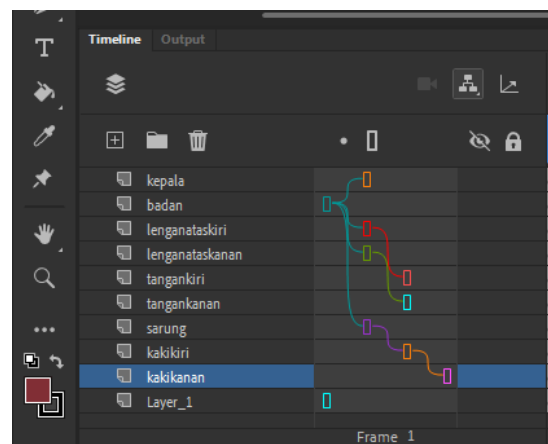 Timeline Output
kepala
badan
lenganataskiri
lenganataskanan
tangankiri
tangankanan
sarung
kakikiri
kakikanan
Layer_1
Frame 1